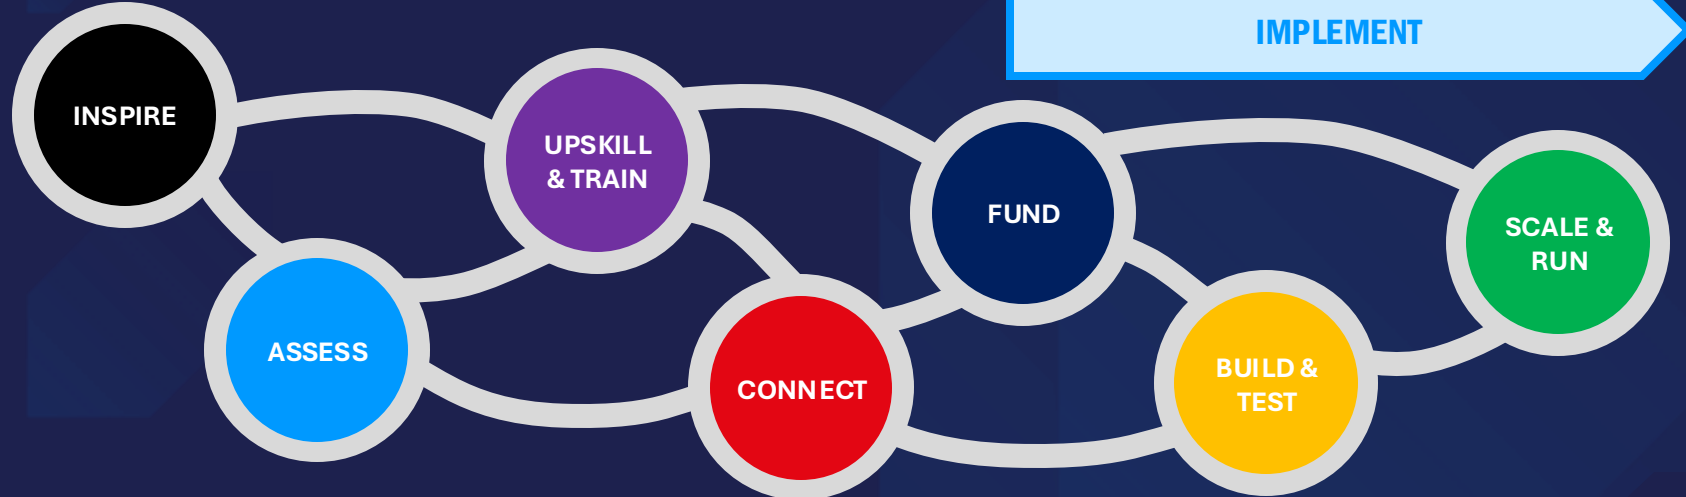 IMPLEMENT
INSPIRE
UPSKILL
& TRAIN
FUND
SCALE &
RUN
ASSESS
CONNECT
BUILD &
TEST